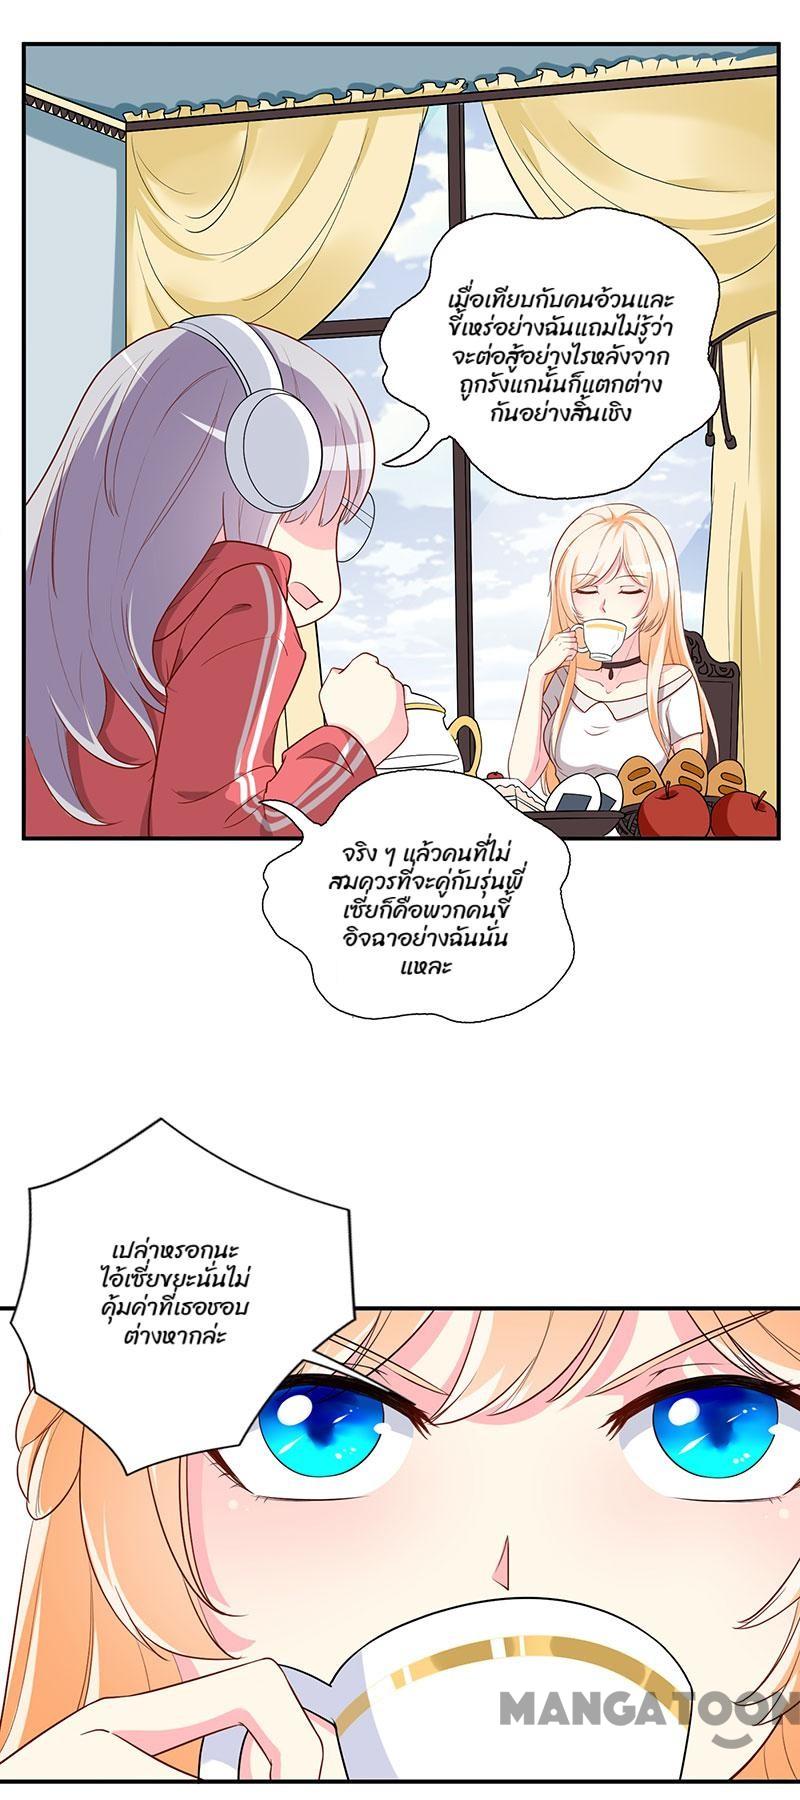 เมื่อเทียบกับคนอ้วนและ
ขี้เหร่อย่างฉันแถมไม่รู้ว่า
จะต่อสู้อย่างไรหลังจาก
ถูกรังแกนั้นก็แตกต่าง
กันอย่างสิ้นเชิง
จริง ๆ แล้วคนที่ไม่
สมควรที่จะคู่กับรุ่นพี่
เซี่ยก็คือพวกคนขี้
อิจฉาอย่างฉันนั่น
แหละ
เปล่าหรอกนะ
ไอ้เซี่ยขยะนั่นไม่
คุ้มค่าที่เธอชอบ
ต่างหากล่ะ
MANGATOON